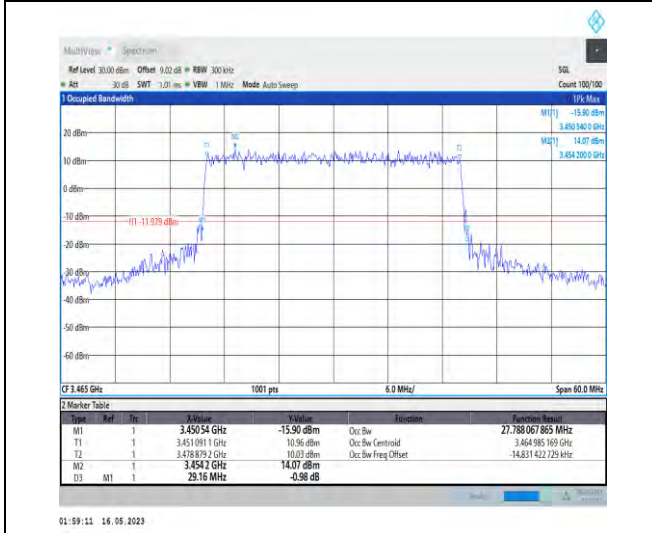 MultiView Spectrum
Ref Level 30.00 dBm Offset 9.02 dB RBW 300 kHz SGL
Att 30 dB SWT 1.01 ms VBW 1 MHz Mode Auto Sweep Count 100/100
1 Occupied Bandwidth 1Pk Max
M1[1] -15.90 dBm
3.450 540 0 GHz
M2[1] 14.07 dBm
3.454 200 0 GHz
20 dBm
M2
T1
T2
10 dBm
0 dBm
-10 dBm
H1 -11.929 dBm
-20 dBm
-30 dBm
-40 dBm
-50 dBm
-60 dBm
CF 3.465 GHz 1001 pts 6.0 MHz/ Span 60.0 MHz
2 Marker Table
Type Ref Trc X-Value Y-Value Function Function Result
M1 1 3.45054 GHz -15.90 dBm Occ Bw 27.788 067 865 MHz
T1 1 3.451 091 1 GHz 10.96 dBm Occ Bw Centroid 3.464 985 169 GHz
T2 1 3.478 879 2 GHz 10.03 dBm Occ Bw Freq Offset -14.831 422 729 kHz
M2 1 3.4542 GHz 14.07 dBm
D3 M1 1 29.16 MHz -0.98 dB
01:59:11 16.05.2023